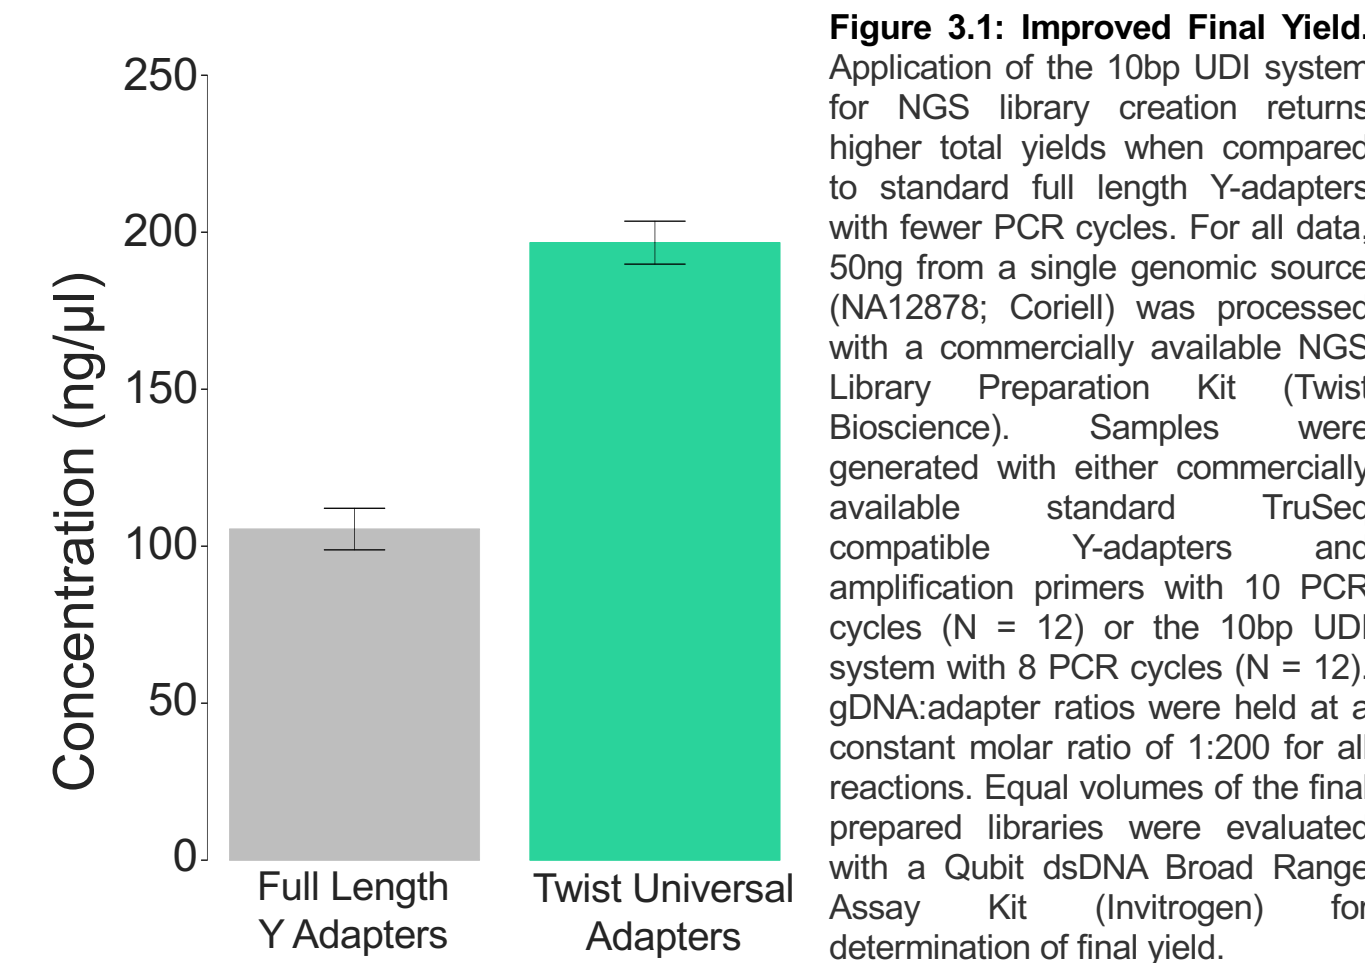 250
200
150
100
50
0
Concentration (ng/µl)
Full Length
Y Adapters
Twist Universal
Adapters
Figure 3.1: Improved Final Yield.
Application of the 10bp UDI system
for NGS library creation returns
higher total yields when compared
to standard full length Y-adapters
with fewer PCR cycles. For all data,
50ng from a single genomic source
(NA12878; Coriell) was processed
with a commercially available NGS
Library Preparation Kit (Twist
Bioscience). Samples were
generated with either commercially
available standard TruSeq
compatible Y-adapters and
amplification primers with 10 PCR
cycles (N = 12) or the 10bp UDI
system with 8 PCR cycles (N = 12).
gDNA:adapter ratios were held at a
constant molar ratio of 1:200 for all
reactions. Equal volumes of the final
prepared libraries were evaluated
with a Qubit dsDNA Broad Range
Assay Kit (Invitrogen) for
determination of final yield.